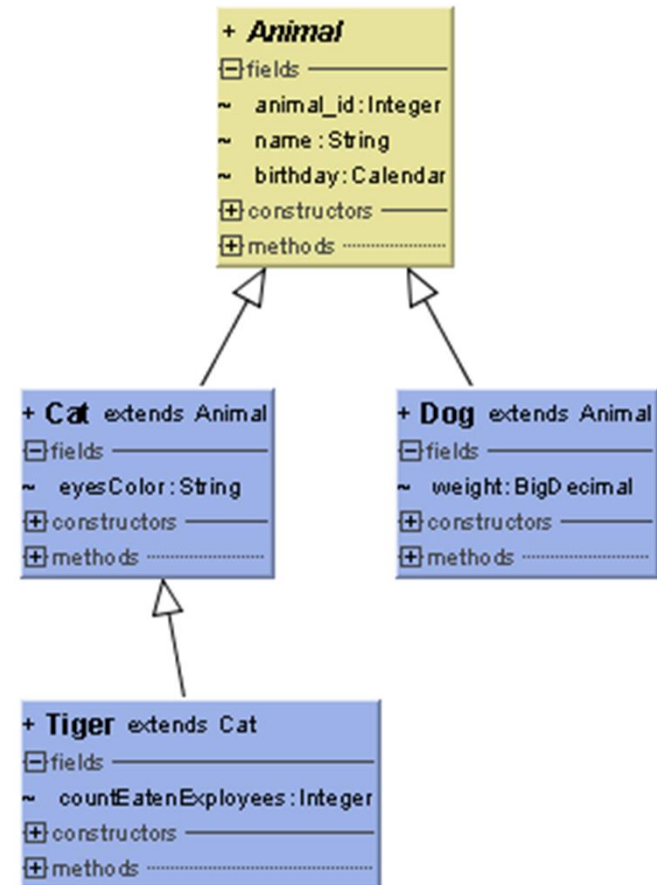 + Animal
fields
~ animal_id:Integer
~ name:String
~ birthday:Calendar
constructors
methods
+ Cat extends Animal
fields
~ eyesColor:String
constructors
methods
+ Dog extends Animal
fields
~ weight:BigDecimal
constructors
methods
+ Tiger extends Cat
fields
~ countEatenExployees:Integer
constructors
methods